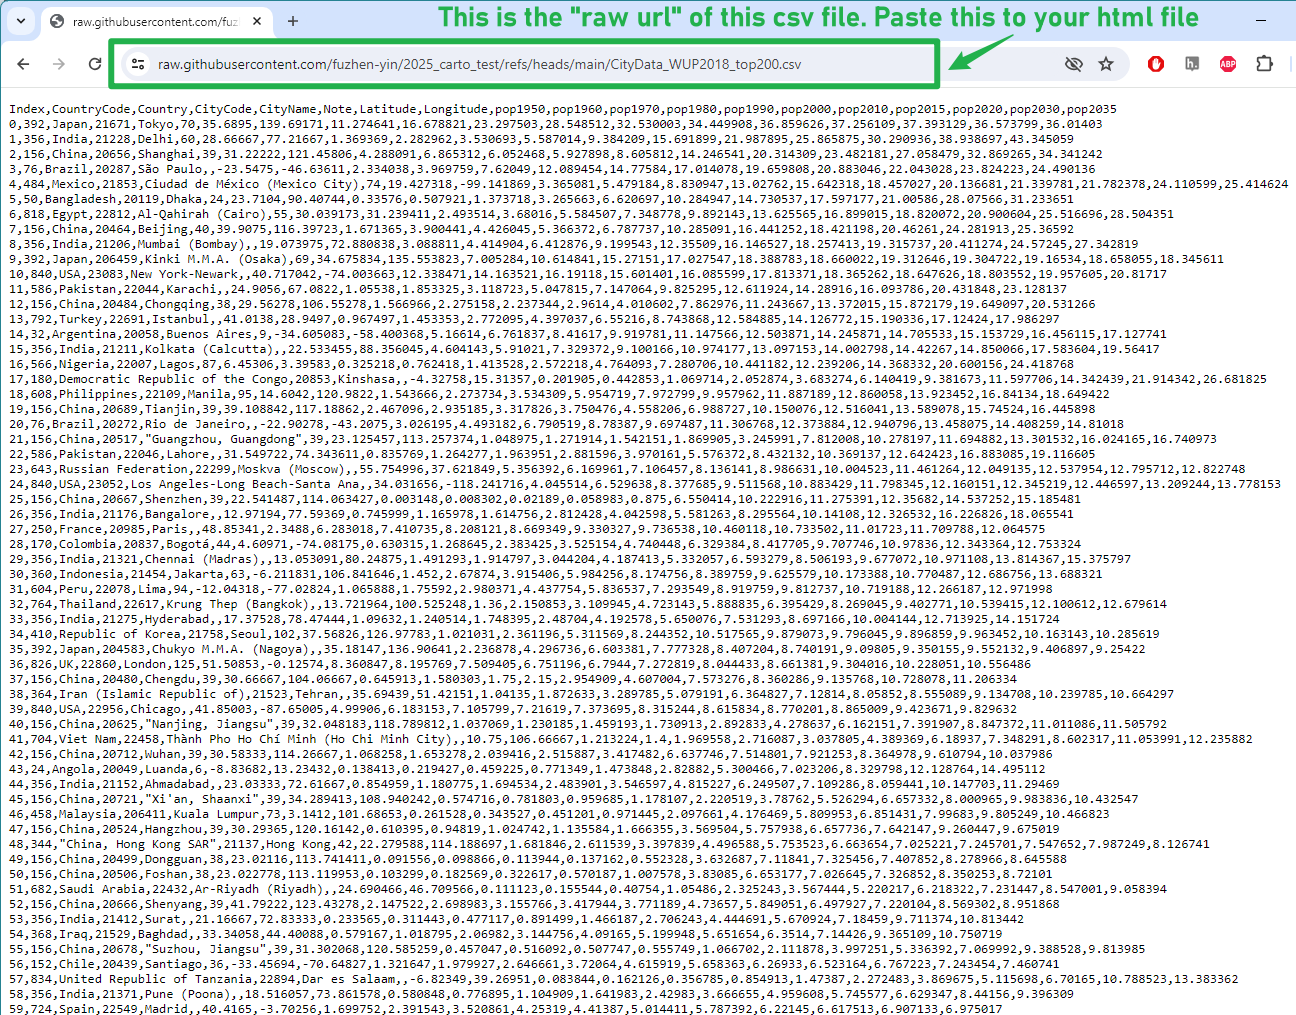 raw.githubusercontent.com/fuz
This is the "raw url" of this csv file. Paste this to your html file
raw.githubusercontent.com/fuzhen-yin/2025_carto_test/refs/heads/main/CityData_WUP2018_top200.csv
ABP
Index,CountryCode,Country,CityCode,CityName,Note,Latitude,Longitude,pop1950,pop1960,pop1970,pop1980,pop1990,pop2000,pop2010,pop2015,pop2020,pop2030,pop2035
0,392,Japan,21671,Tokyo,70,35.6895,139.69171,11.274641,16.678821,23.297503,28.548512,32.530003,34.449908,36.859626,37.256109,37.393129,36.573799,36.01403
1,356,India,21228,Delhi,60,28.66667,77.21667,1.369369,2.282962,3.530693,5.587014,9.384209,15.691899,21.987895,25.865875,30.290936,38.938697,43.345059
2,156,China,20656,Shanghai,39,31.22222,121.45806,4.288091,6.865312,6.052468,5.927898,8.605812,14.246541,20.314309,23.482181,27.058479,32.869265,34.341242
3,76,Brazil,20287,São Paulo,,-23.5475,-46.63611,2.334038,3.969759,7.62049,12.089454,14.77584,17.014078,19.659808,20.883046,22.043028,23.824223,24.490136
4,484,Mexico,21853,Ciudad de México (Mexico City),74,19.427318,-99.141869,3.365081,5.479184,8.830947,13.02762,15.642318,18.457027,20.136681,21.339781,21.782378,24.110599,25.414624
5,50,Bangladesh,20119,Dhaka,24,23.7104,90.40744,0.33576,0.507921,1.373718,3.265663,6.620697,10.284947,14.730537,17.597177,21.00586,28.07566,31.233651
6,818,Egypt,22812,Al-Qahirah (Cairo),55,30.039173,31.239411,2.493514,3.68016,5.584507,7.348778,9.892143,13.625565,16.899015,18.820072,20.900604,25.516696,28.504351
7,156,China,20464,Beijing,40,39.9075,116.39723,1.671365,3.900441,4.426045,5.366372,6.787737,10.285091,16.441252,18.421198,20.46261,24.281913,25.36592
8,356,India,21206,Mumbai (Bombay),,19.073975,72.880838,3.088811,4.414904,6.412876,9.199543,12.35509,16.146527,18.257413,19.315737,20.411274,24.57245,27.342819
9,392,Japan,206459,Kinki M.M.A. (Osaka),69,34.675834,135.553823,7.005284,10.614841,15.27151,17.027547,18.388783,18.660022,19.312646,19.304722,19.16534,18.658055,18.345611
10,840,USA,23083,New York-Newark,,40.717042,-74.003663,12.338471,14.163521,16.19118,15.601401,16.085599,17.813371,18.365262,18.647626,18.803552,19.957605,20.81717
11,586,Pakistan,22044,Karachi,,24.9056,67.0822,1.05538,1.853325,3.118723,5.047815,7.147064,9.825295,12.611924,14.28916,16.093786,20.431848,23.128137
12,156,China,20484,Chongqing,38,29.56278,106.55278,1.566966,2.275158,2.237344,2.9614,4.010602,7.862976,11.243667,13.372015,15.872179,19.649097,20.531266
13,792,Turkey,22691,Istanbul,,41.0138,28.9497,0.967497,1.453353,2.772095,4.397037,6.55216,8.743868,12.584885,14.126772,15.190336,17.12424,17.986297
14,32,Argentina,20058,Buenos Aires,9,-34.605083,-58.400368,5.16614,6.761837,8.41617,9.919781,11.147566,12.503871,14.245871,14.705533,15.153729,16.456115,17.127741
15,356,India,21211,Kolkata (Calcutta),,22.533455,88.356045,4.604143,5.91021,7.329372,9.100166,10.974177,13.097153,14.002798,14.42267,14.850066,17.583604,19.56417
16,566,Nigeria,22007,Lagos,87,6.45306,3.39583,0.325218,0.762418,1.413528,2.572218,4.764093,7.280706,10.441182,12.239206,14.368332,20.600156,24.418768
17,180,Democratic Republic of the Congo,20853,Kinshasa,,-4.32758,15.31357,0.201905,0.442853,1.069714,2.052874,3.683274,6.140419,9.381673,11.597706,14.342439,21.914342,26.681825
18,608,Philippines,22109,Manila,95,14.6042,120.9822,1.543666,2.273734,3.534309,5.954719,7.972799,9.957962,11.887189,12.860058,13.923452,16.84134,18.649422
19,156,China,20689,Tianjin,39,39.108842,117.18862,2.467096,2.935185,3.317826,3.750476,4.558206,6.988727,10.150076,12.516041,13.589078,15.74524,16.445898
20,76,Brazil,20272,Rio de Janeiro,,-22.90278,-43.2075,3.026195,4.493182,6.790519,8.78387,9.697487,11.306768,12.373884,12.940796,13.458075,14.408259,14.81018
21,156,China,20517,"Guangzhou, Guangdong",39,23.125457,113.257374,1.048975,1.271914,1.542151,1.869905,3.245991,7.812008,10.278197,11.694882,13.301532,16.024165,16.740973
22,586,Pakistan,22046,Lahore,,31.549722,74.343611,0.835769,1.264277,1.963951,2.881596,3.970161,5.576372,8.432132,10.369137,12.642423,16.883085,19.116605
23,643,Russian Federation,22299,Moskva (Moscow),,55.754996,37.621849,5.356392,6.169961,7.106457,8.136141,8.986631,10.004523,11.461264,12.049135,12.537954,12.795712,12.822748
24,840,USA,23052,Los Angeles-Long Beach-Santa Ana,,34.031656,-118.241716,4.045514,6.529638,8.377685,9.511568,10.883429,11.798345,12.160151,12.345219,12.446597,13.209244,13.778153
25,156,China,20667,Shenzhen,39,22.541487,114.063427,0.003148,0.008302,0.02189,0.058983,0.875,6.550414,10.222916,11.275391,12.35682,14.537252,15.185481
26,356,India,21176,Bangalore,,12.97194,77.59369,0.745999,1.165978,1.614756,2.812428,4.042598,5.581263,8.295564,10.14108,12.326532,16.226826,18.065541
27,250,France,20985,Paris,,48.85341,2.3488,6.283018,7.410735,8.208121,8.669349,9.330327,9.736538,10.460118,10.733502,11.01723,11.709788,12.064575
28,170,Colombia,20837,Bogotá,44,4.60971,-74.08175,0.630315,1.268645,2.383425,3.525154,4.740448,6.329384,8.417705,9.707746,10.97836,12.343364,12.753324
29,356,India,21321,Chennai (Madras),,13.053091,80.24875,1.491293,1.914797,3.044204,4.187413,5.332057,6.593279,8.506193,9.677072,10.971108,13.814367,15.375797
30,360,Indonesia,21454,Jakarta,63,-6.211831,106.841646,1.452,2.67874,3.915406,5.984256,8.174756,8.389759,9.625579,10.173388,10.770487,12.686756,13.688321
31,604,Peru,22078,Lima,94,-12.04318,-77.02824,1.065888,1.75592,2.980371,4.437754,5.836537,7.293549,8.919759,9.812737,10.719188,12.266187,12.971998
32,764,Thailand,22617,Krung Thep (Bangkok),,13.721964,100.525248,1.36,2.150853,3.109945,4.723143,5.888835,6.395429,8.269045,9.402771,10.539415,12.100612,12.679614
33,356,India,21275,Hyderabad,,17.37528,78.47444,1.09632,1.240514,1.748395,2.48704,4.192578,5.650076,7.531293,8.697166,10.004144,12.713925,14.151724
34,410,Republic of Korea,21758,Seoul,102,37.56826,126.97783,1.021031,2.361196,5.311569,8.244352,10.517565,9.879073,9.796045,9.896859,9.963452,10.163143,10.285619
35,392,Japan,204583,Chukyo M.M.A. (Nagoya),,35.18147,136.90641,2.236878,4.296736,6.603381,7.777328,8.407204,8.740191,9.09805,9.350155,9.552132,9.406897,9.25422
36,826,UK,22860,London,125,51.50853,-0.12574,8.360847,8.195769,7.509405,6.751196,6.7944,7.272819,8.044433,8.661381,9.304016,10.228051,10.556486
37,156,China,20480,Chengdu,39,30.66667,104.06667,0.645913,1.580303,1.75,2.15,2.954909,4.607004,7.573276,8.360286,9.135768,10.728078,11.206334
38,364,Iran (Islamic Republic of),21523,Tehran,,35.69439,51.42151,1.04135,1.872633,3.289785,5.079191,6.364827,7.12814,8.05852,8.555089,9.134708,10.239785,10.664297
39,840,USA,22956,Chicago,,41.85003,-87.65005,4.99906,6.183153,7.105799,7.21619,7.373695,8.315244,8.615834,8.770201,8.865009,9.423671,9.829632
40,156,China,20625,"Nanjing, Jiangsu",39,32.048183,118.789812,1.037069,1.230185,1.459193,1.730913,2.892833,4.278637,6.162151,7.391907,8.847372,11.011086,11.505792
41,704,Viet Nam,22458,Thành Pho Ho Chí Minh (Ho Chi Minh City),,10.75,106.66667,1.213224,1.4,1.969558,2.716087,3.037805,4.389369,6.18937,7.348291,8.602317,11.053991,12.235882
42,156,China,20712,Wuhan,39,30.58333,114.26667,1.068258,1.653278,2.039416,2.515887,3.417482,6.637746,7.514801,7.921253,8.364978,9.610794,10.037986
43,24,Angola,20049,Luanda,6,-8.83682,13.23432,0.138413,0.219427,0.459225,0.771349,1.473848,2.82882,5.300466,7.023206,8.329798,12.128764,14.495112
44,356,India,21152,Ahmadabad,,23.03333,72.61667,0.854959,1.180775,1.694534,2.483901,3.546597,4.815227,6.249507,7.109286,8.059441,10.147703,11.29469
45,156,China,20721,"Xi'an, Shaanxi",39,34.289413,108.940242,0.574716,0.781803,0.959685,1.178107,2.220519,3.78762,5.526294,6.657332,8.000965,9.983836,10.432547
46,458,Malaysia,206411,Kuala Lumpur,73,3.1412,101.68653,0.261528,0.343527,0.451201,0.971445,2.097661,4.176469,5.809953,6.851431,7.99683,9.805249,10.466823
47,156,China,20524,Hangzhou,39,30.29365,120.16142,0.610395,0.94819,1.024742,1.135584,1.666355,3.569504,5.757938,6.657736,7.642147,9.260447,9.675019
48,344,"China, Hong Kong SAR",21137,Hong Kong,42,22.279588,114.188697,1.681846,2.611539,3.397839,4.496588,5.753523,6.663654,7.025221,7.245701,7.547652,7.987249,8.126741
49,156,China,20499,Dongguan,38,23.02116,113.741411,0.091556,0.098866,0.113944,0.137162,0.552328,3.632687,7.11841,7.325456,7.407852,8.278966,8.645588
50,156,China,20506,Foshan,38,23.022778,113.119953,0.103299,0.182569,0.322617,0.570187,1.007578,3.83085,6.653177,7.026645,7.326852,8.350253,8.72101
51,682,Saudi Arabia,22432,Ar-Riyadh (Riyadh),,24.690466,46.709566,0.111123,0.155544,0.40754,1.05486,2.325243,3.567444,5.220217,6.218322,7.231447,8.547001,9.058394
52,156,China,20666,Shenyang,39,41.79222,123.43278,2.147522,2.698983,3.155766,3.417944,3.771189,4.73657,5.849051,6.497927,7.220104,8.569302,8.951868
53,356,India,21412,Surat,,21.16667,72.83333,0.233565,0.311443,0.477117,0.891499,1.466187,2.706243,4.444691,5.670924,7.18459,9.711374,10.813442
54,368,Iraq,21529,Baghdad,,33.34058,44.40088,0.579167,1.018795,2.06982,3.144756,4.09165,5.199948,5.651654,6.3514,7.14426,9.365109,10.750719
55,156,China,20678,"Suzhou, Jiangsu",39,31.302068,120.585259,0.457047,0.516092,0.507747,0.555749,1.066702,2.111878,3.997251,5.336392,7.069992,9.388528,9.813985
56,152,Chile,20439,Santiago,36,-33.45694,-70.64827,1.321647,1.979927,2.646661,3.72064,4.615919,5.658363,6.26933,6.523164,6.767223,7.243454,7.460741
57,834,United Republic of Tanzania,22894,Dar es Salaam,,-6.82349,39.26951,0.083844,0.162126,0.356785,0.854913,1.47387,2.272483,3.869675,5.115698,6.70165,10.788523,13.383362
58,356,India,21371,Pune (Poona),,18.516057,73.861578,0.580848,0.776895,1.104909,1.641983,2.42983,3.666655,4.959608,5.745577,6.629347,8.44156,9.396309
59,724,Spain,22549,Madrid,,40.4165,-3.70256,1.699752,2.391543,3.520861,4.25319,4.41387,5.014411,5.787392,6.22145,6.617513,6.907133,6.975017